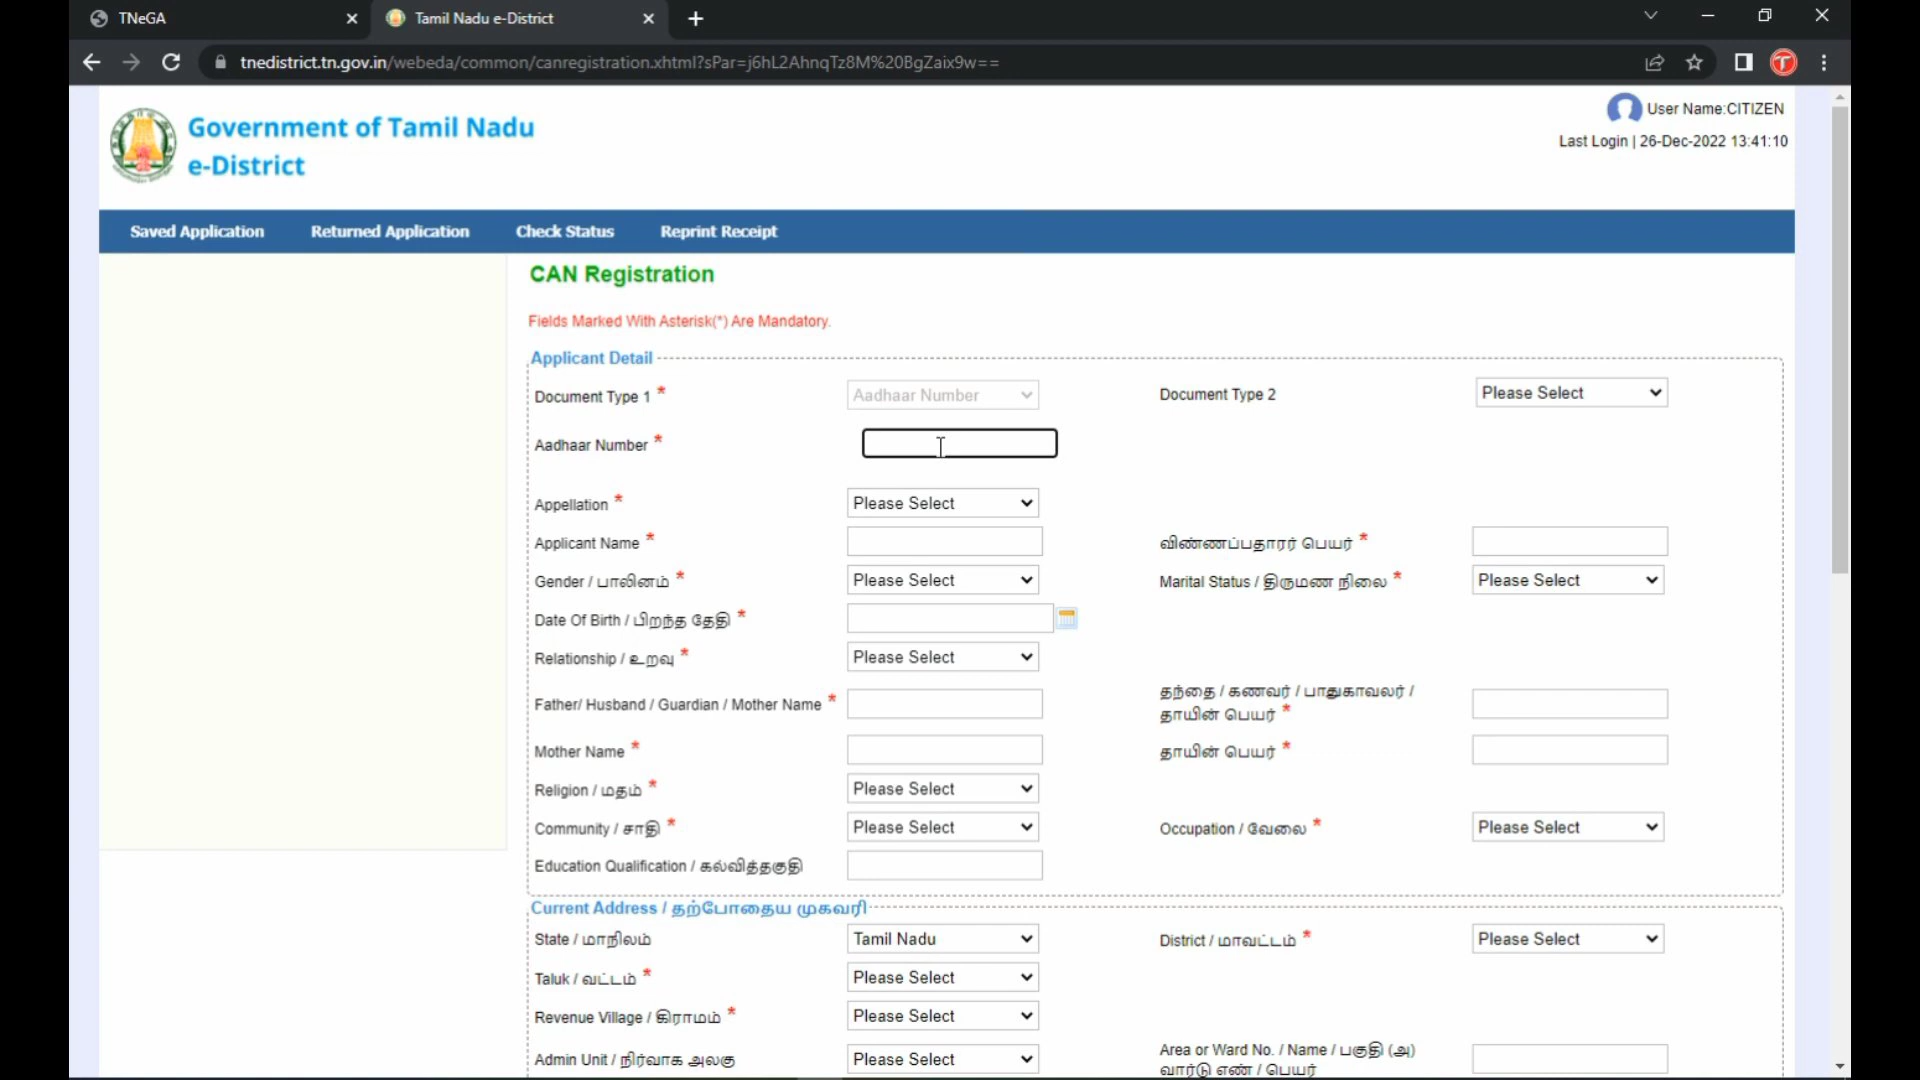 TNeGA
Tamil Nadu e-District
tnedistrict.tn.gov.in/webeda/common/canregistration.xhtml?sPar=j6hL2AhnqTz8M%20BgZaix9w==
Government of Tamil Nadu
e-District
User Name:CITIZEN
Last Login | 26-Dec-2022 13:41:10
Saved Application Returned Application Check Status Reprint Receipt
CAN Registration
Fields Marked With Asterisk(*) Are Mandatory.
Applicant Detail
Document Type 1 * Aadhaar Number Document Type 2 Please Select
Aadhaar Number *
Appellation * Please Select
Applicant Name * விண்ணப்பதாரர் பெயர் *
Gender / பாலினம் * Please Select Marital Status / திருமண நிலை * Please Select
Date Of Birth / பிறந்த தேதி *
Relationship / உறவு * Please Select
Father/ Husband / Guardian / Mother Name * தந்தை / கணவர் / பாதுகாவலர் /
தாயின் பெயர் *
Mother Name * தாயின் பெயர் *
Religion / மதம் * Please Select
Community / சாதி * Please Select Occupation / வேலை * Please Select
Education Qualification / கல்வித்தகுதி
Current Address / தற்போதைய முகவரி
State / மாநிலம் Tamil Nadu District / மாவட்டம் * Please Select
Taluk / வட்டம் * Please Select
Revenue Village / கிராமம் * Please Select
Admin Unit / நிர்வாக அலகு Please Select Area or Ward No. / Name / பகுதி (அ)
வார்டு எண் / பெயர்